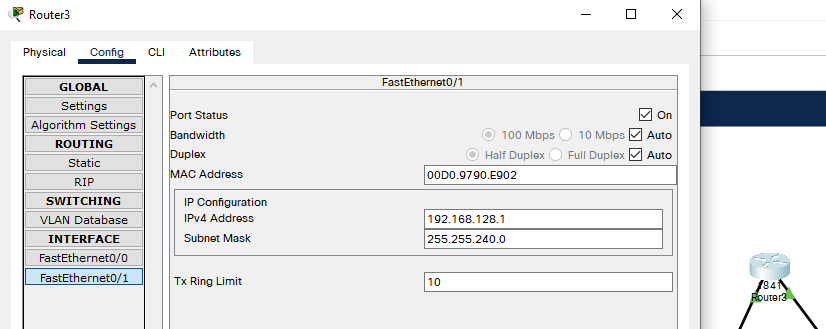 Router3
Physical Config CLI Attributes
GLOBAL
Settings
Algorithm Settings
ROUTING
Static
RIP
SWITCHING
VLAN Database
INTERFACE
FastEthernet0/0
FastEthernet0/1
FastEthernet0/1
Port Status On
Bandwidth 100 Mbps 10 Mbps Auto
Duplex Half Duplex Full Duplex Auto
MAC Address 00D0.9790.E902
IP Configuration
IPv4 Address 192.168.128.1
Subnet Mask 255.255.240.0
Tx Ring Limit 10
1841
Router3